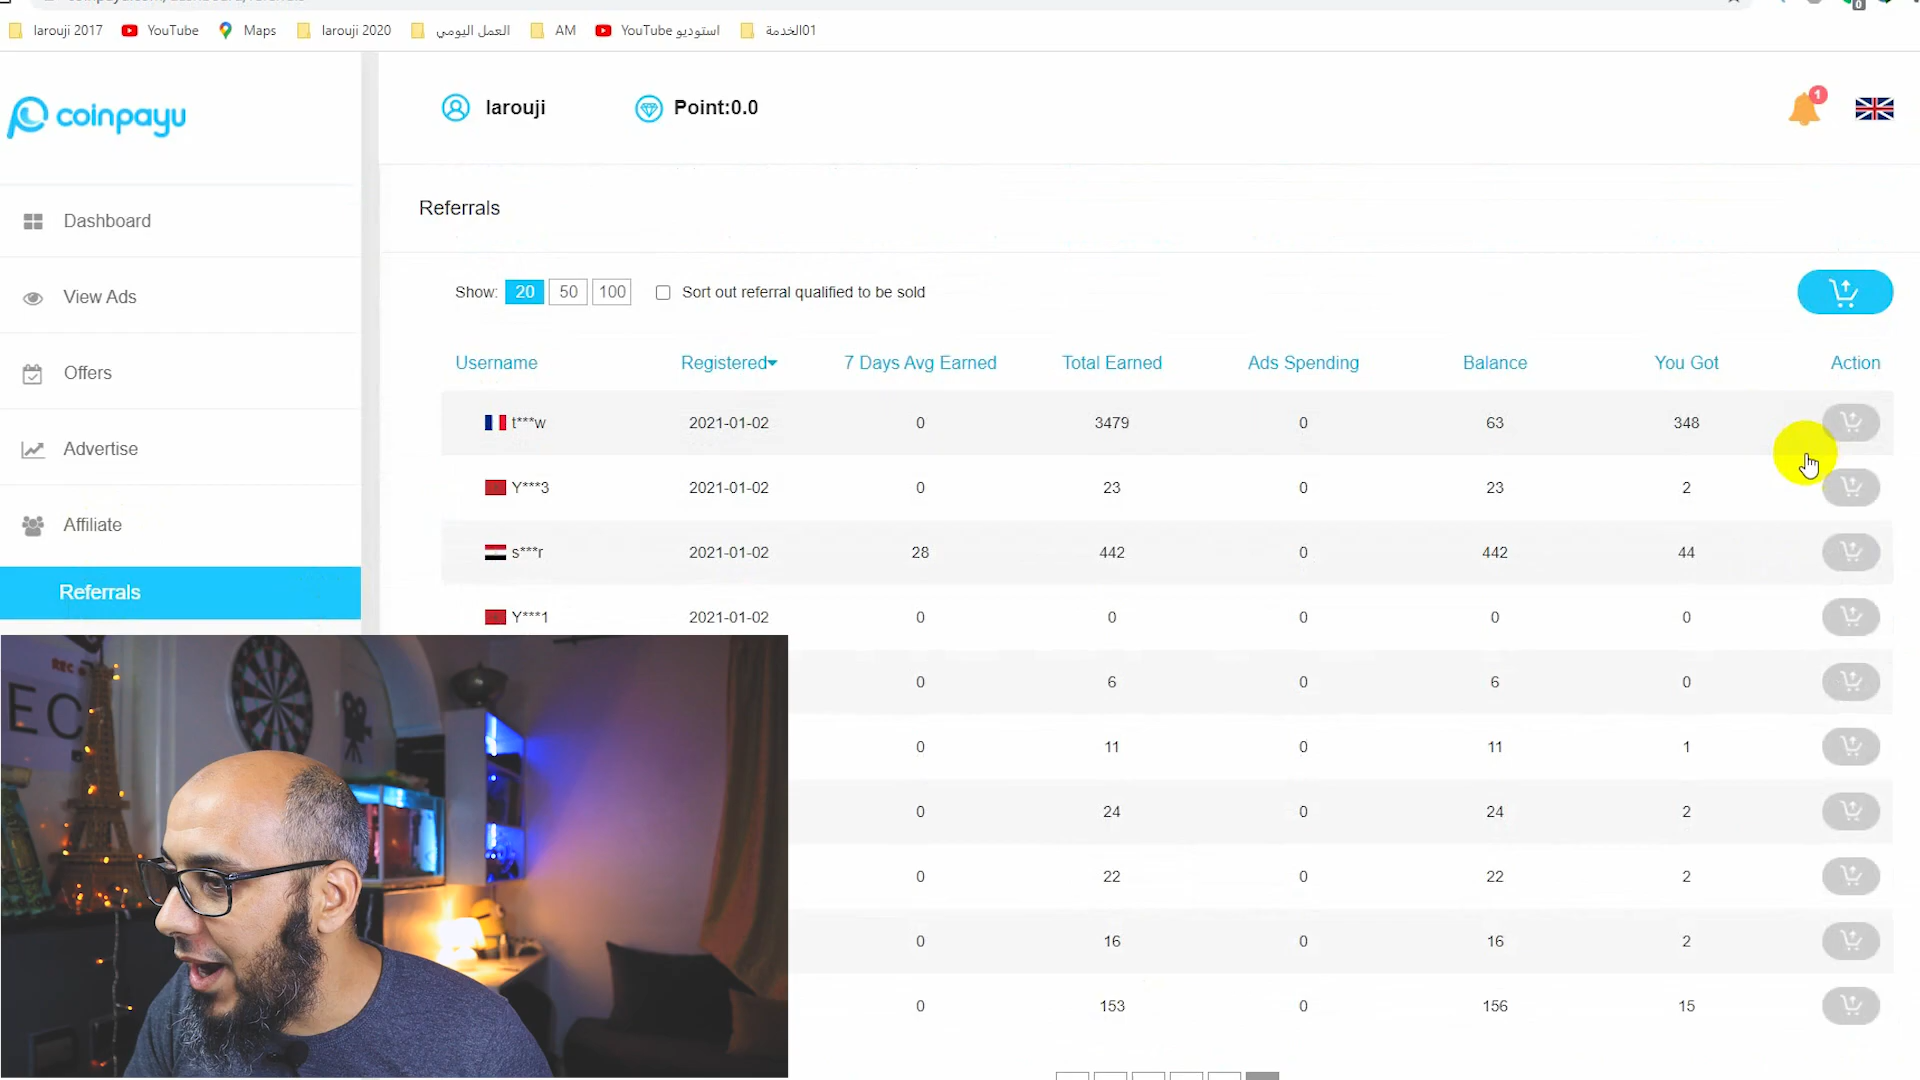 larouji 2017 YouTube Maps larouji 2020 العمل اليومي AM استوديو YouTube الخدمة01
coinpayu
larouji Point:0.0 1
Referrals
Dashboard
View Ads
Offers
Advertise
Affiliate
Referrals
Show: 20 50 100 Sort out referral qualified to be sold
Username Registered 7 Days Avg Earned Total Earned Ads Spending Balance You Got Action
t***w 2021-01-02 0 3479 0 63 348
Y***3 2021-01-02 0 23 0 23 2
s***r 2021-01-02 28 442 0 442 44
Y***1 2021-01-02 0 0 0 0 0
0 6 0 6 0
0 11 0 11 1
0 24 0 24 2
0 22 0 22 2
0 16 0 16 2
0 153 0 156 15
REC
EC